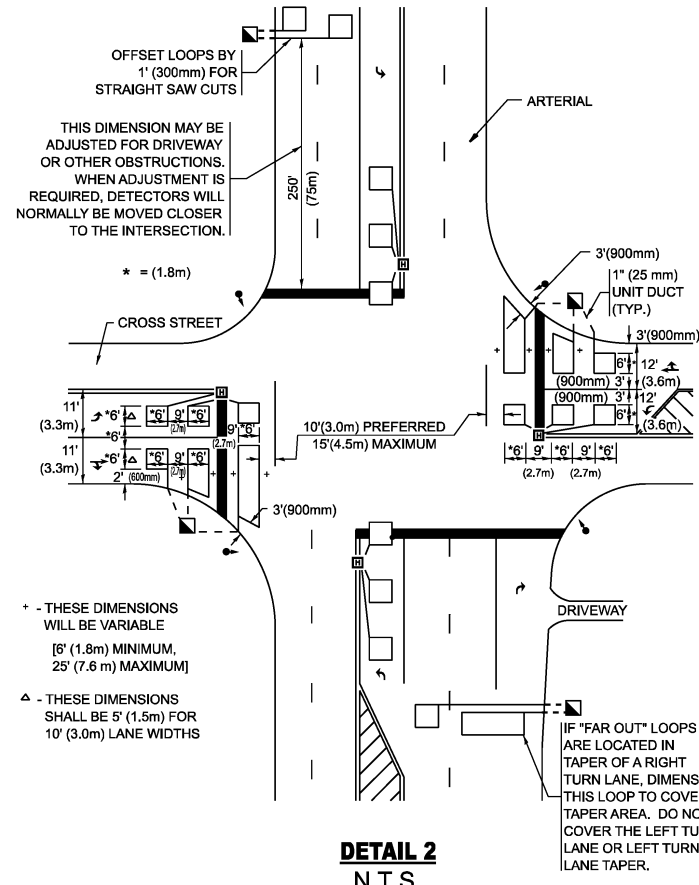 OFFSET LOOPS BY
1' (300mm) FOR
STRAIGHT SAW CUTS
ARTERIAL
THIS DIMENSION MAY BE
ADJUSTED FOR DRIVEWAY
OR OTHER OBSTRUCTIONS.
WHEN ADJUSTMENT IS
REQUIRED, DETECTORS WILL
NORMALLY BE MOVED CLOSER
TO THE INTERSECTION.
250'
(75m)
* = (1.8m)
H
3'(900mm)
1" (25 mm)
UNIT DUCT
(TYP.)
CROSS STREET
3'(900mm)
*6'
12'
(3.6m)
(900mm)
3'
(900mm)
3'
12'
(3.6m)
6'*
H
*6'
9'
*6'
9'
*6'
(2.7m)
(2.7m)
H
11'
(3.3m)
*6'
*6'
9'
*6'
(2.7m)
9'
*6'
(2.7m)
*6'
11'
(3.3m)
*6'
*6'
9'
*6'
(2.7m)
2'
(600mm)
10'(3.0m) PREFERRED
15'(4.5m) MAXIMUM
3'(900mm)
H
DRIVEWAY
+ - THESE DIMENSIONS
WILL BE VARIABLE
[6' (1.8m) MINIMUM,
25' (7.6 m) MAXIMUM]
△ - THESE DIMENSIONS
SHALL BE 5' (1.5m) FOR
10' (3.0m) LANE WIDTHS
IF "FAR OUT" LOOPS
ARE LOCATED IN
TAPER OF A RIGHT
TURN LANE, DIMENS
THIS LOOP TO COVE
TAPER AREA. DO NO
COVER THE LEFT TU
LANE OR LEFT TURN
LANE TAPER.
DETAIL 2
N.T.S.